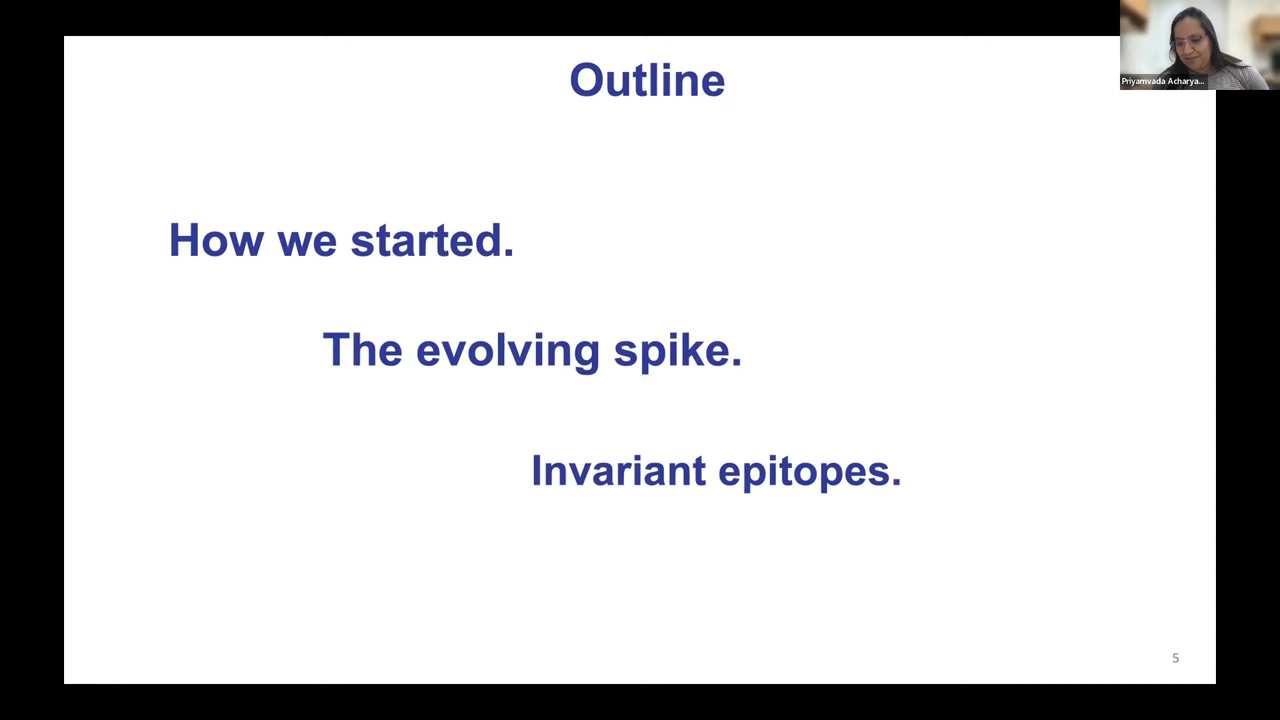 Outline
Priyamvada Acharya...
How we started.
The evolving spike.
Invariant epitopes.
5